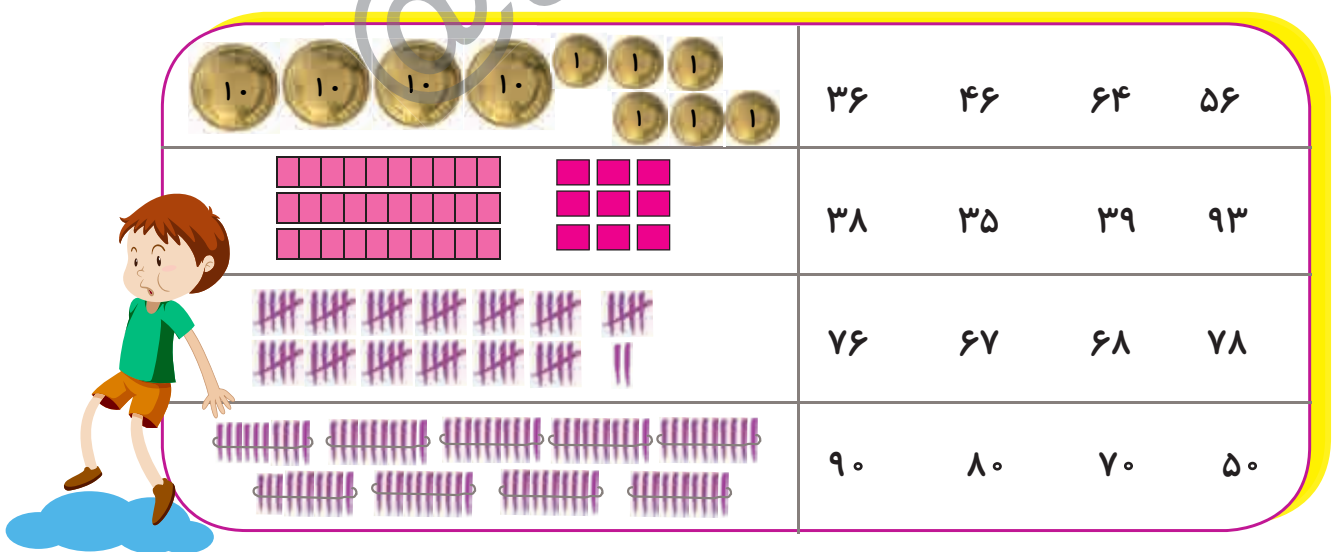 ۱۰ ۱۰ ۱۰ ۱۰ ۱ ۱ ۱
۱ ۱ ۱
۳۶ ۴۶ ۶۴ ۵۶
۳۸ ۳۵ ۳۹ ۹۳
۷۶ ۶۷ ۶۸ ۷۸
۹۰ ۸۰ ۷۰ ۵۰